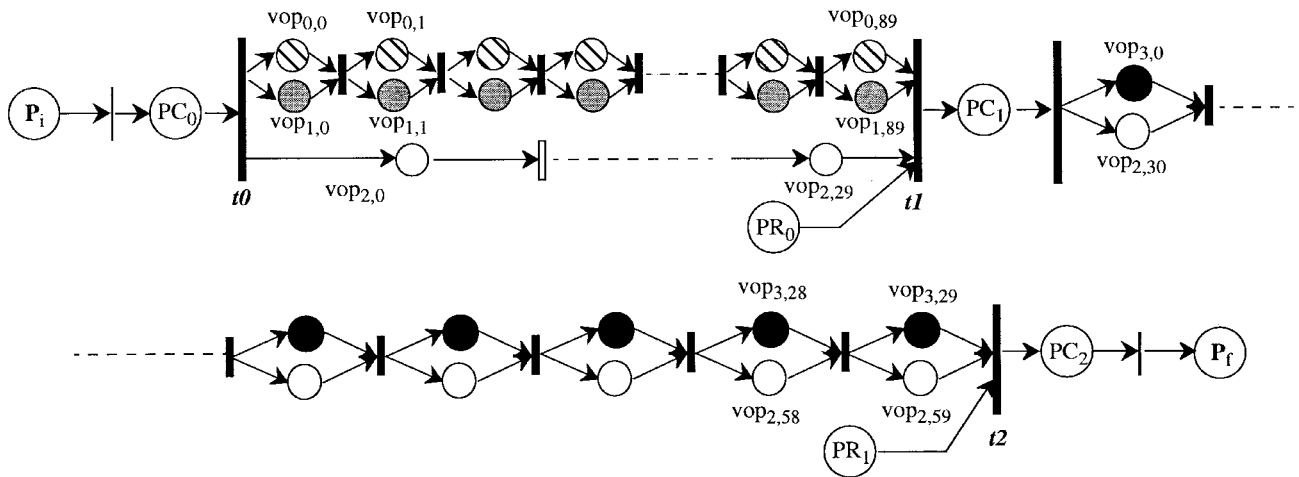 vop0,0 vop0,1 vop0,89
vop3,0
Pi PC0 PC1
vop1,0 vop1,1 vop1,89
vop2,30
vop2,0 vop2,29
t0 t1
PR0
vop3,28 vop3,29
PC2 Pf
vop2,58 vop2,59
PR1 t2